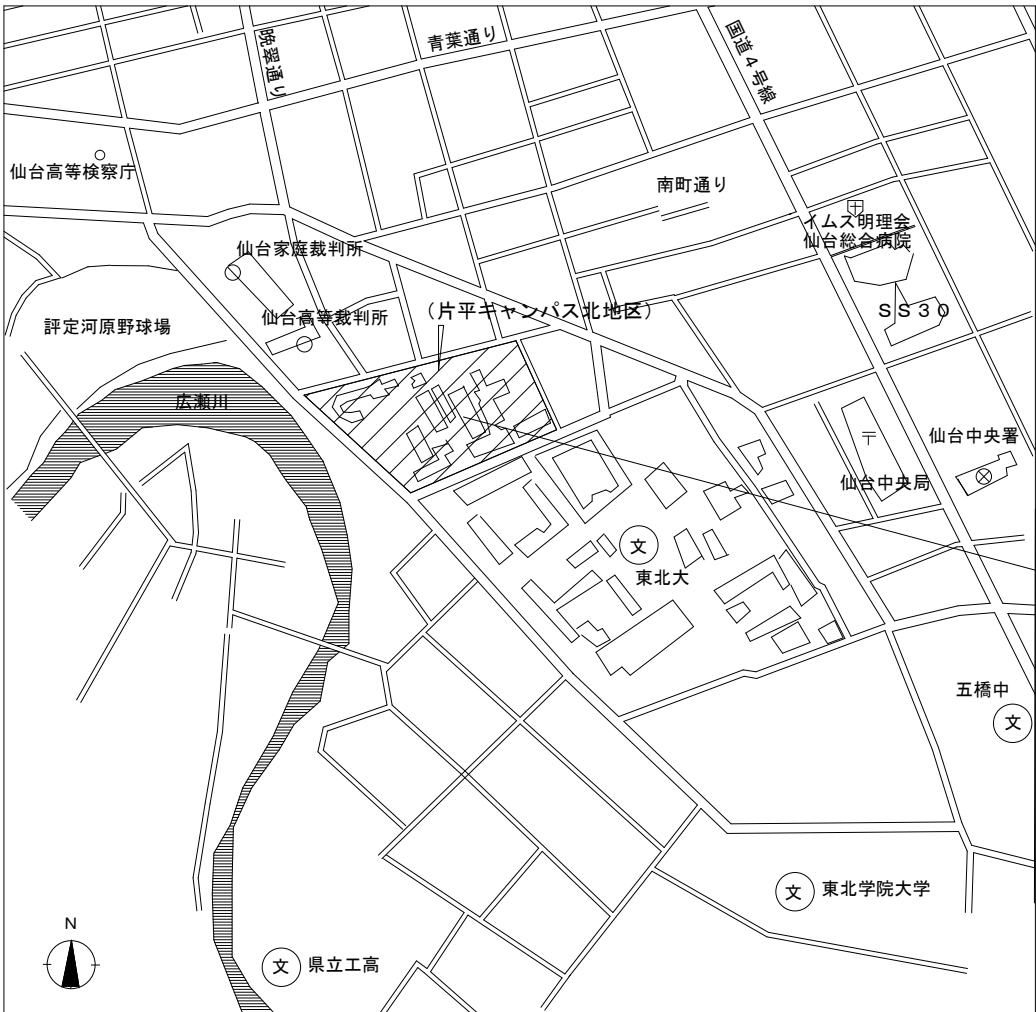 晩翠通り
青葉通り
国道4号線
仙台高等検察庁
南町通り
イムス明理会
仙台総合病院
仙台家庭裁判所
仙台高等裁判所
(片平キャンパス北地区)
SS30
評定河原野球場
広瀬川
〒
仙台中央署
仙台中央局
文
東北大
五橋中
文
文
東北学院大学
N
文
県立工高